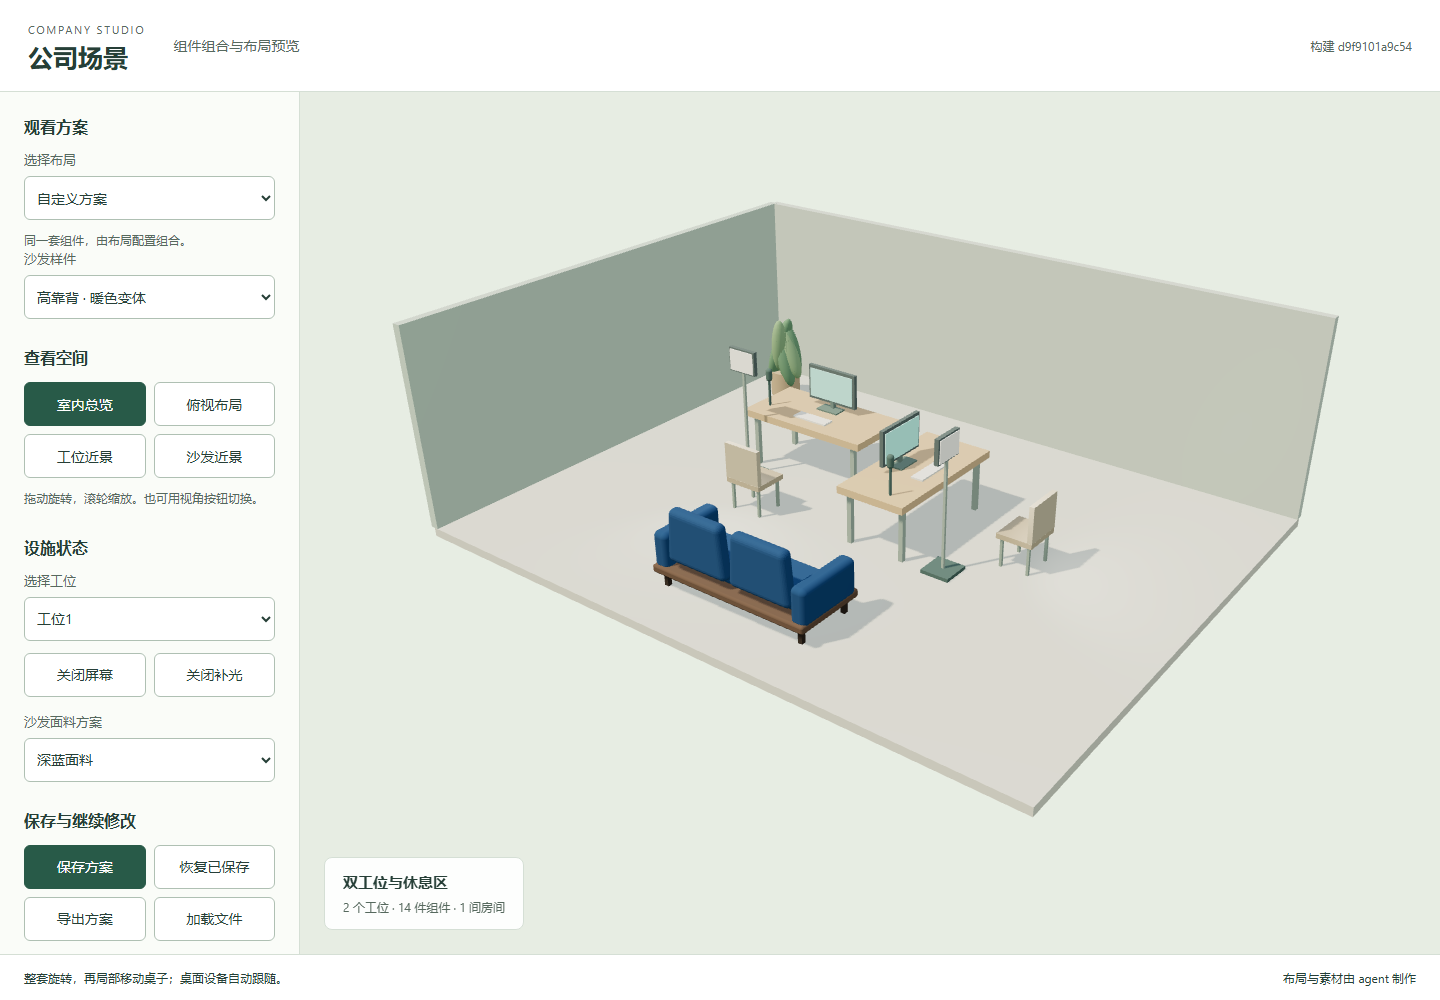 COMPANY STUDIO
公司场景
组件组合与布局预览
构建 d9f9101a9c54
观看方案
选择布局
自定义方案
同一套组件，由布局配置组合。
沙发样件
高靠背 · 暖色变体
查看空间
室内总览
俯视布局
工位近景
沙发近景
拖动旋转，滚轮缩放。也可用视角按钮切换。
设施状态
选择工位
工位1
关闭屏幕
关闭补光
沙发面料方案
深蓝面料
保存与继续修改
保存方案
恢复已保存
导出方案
加载文件
双工位与休息区
2 个工位 · 14 件组件 · 1 间房间
整套旋转，再局部移动桌子；桌面设备自动跟随。
布局与素材由 agent 制作